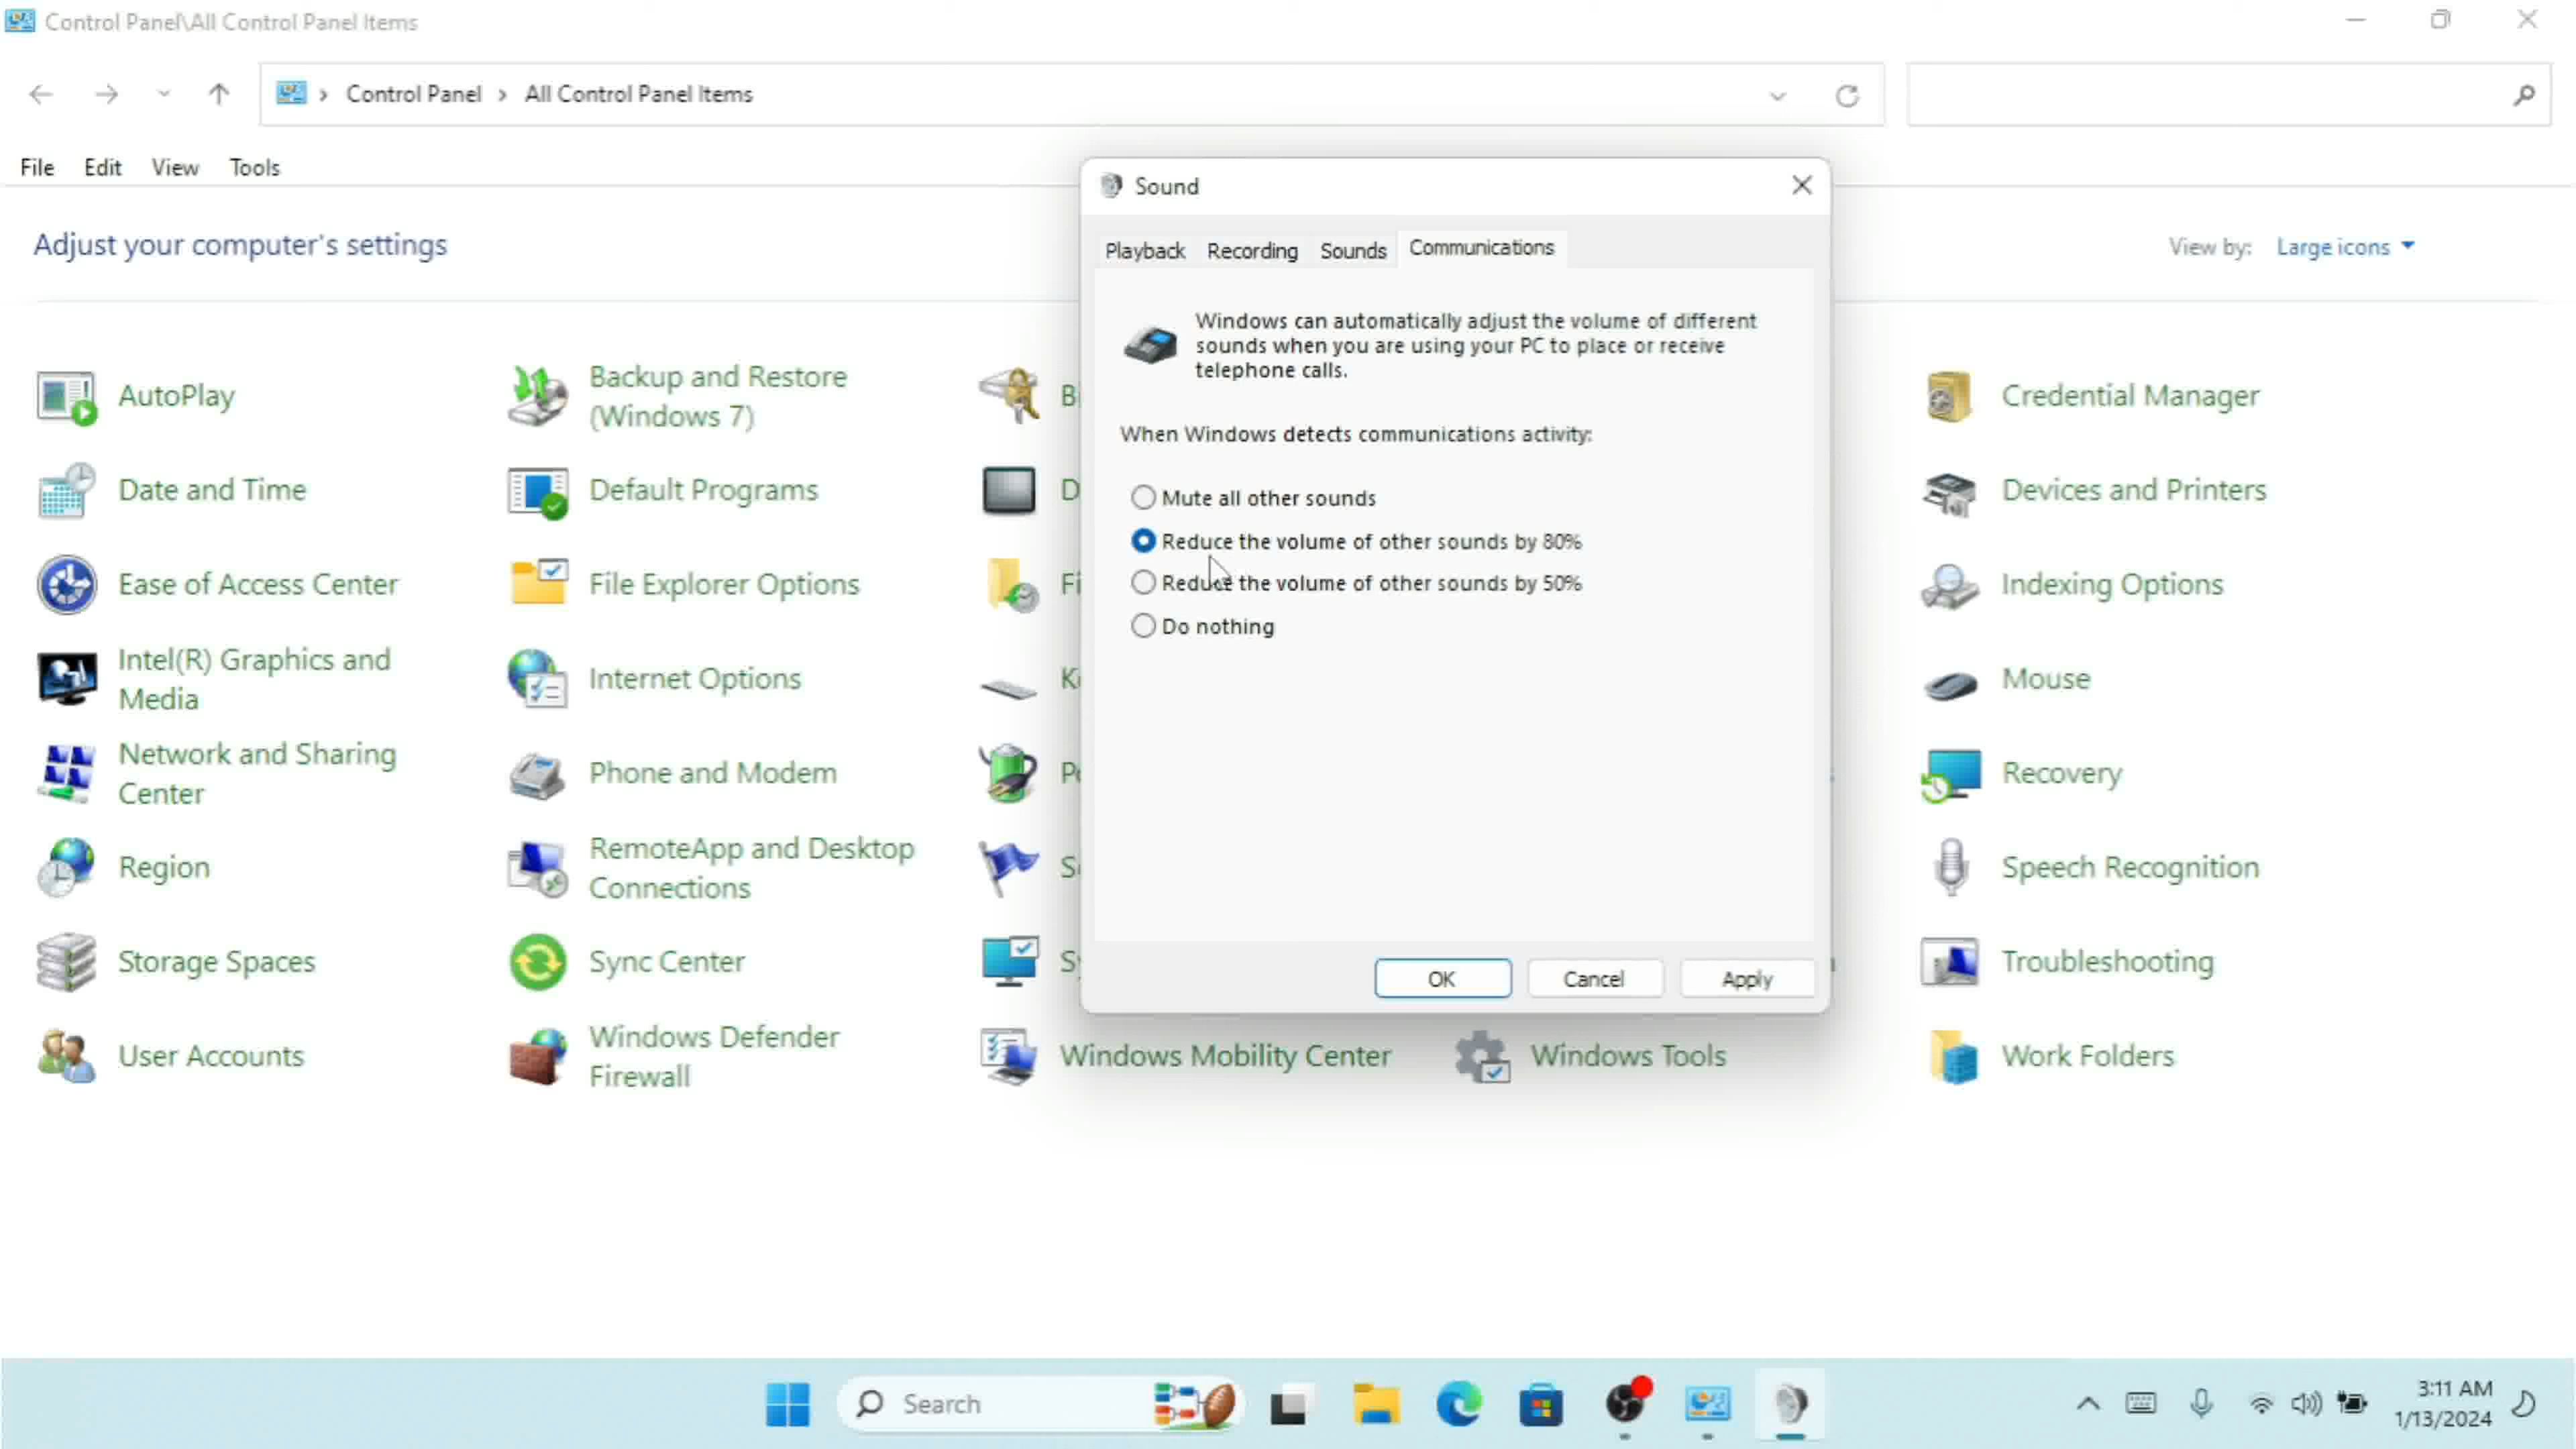 Control Panel\All Control Panel Items
Control Panel
All Control Panel Items
File
Edit
View
Tools
Adjust your computer's settings
View by:
Large icons
Sound
Playback
Recording
Sounds
Communications
Windows can automatically adjust the volume of different
sounds when you are using your PC to place or receive
telephone calls.
When Windows detects communications activity:
Mute all other sounds
Reduce the volume of other sounds by 80%
Reduce the volume of other sounds by 50%
Do nothing
OK
Cancel
Apply
AutoPlay
Backup and Restore
(Windows 7)
Credential Manager
Date and Time
Default Programs
Devices and Printers
Ease of Access Center
File Explorer Options
Indexing Options
Intel(R) Graphics and
Media
Internet Options
Mouse
Network and Sharing
Center
Phone and Modem
Recovery
Region
RemoteApp and Desktop
Connections
Speech Recognition
Storage Spaces
Sync Center
Troubleshooting
User Accounts
Windows Defender
Firewall
Windows Mobility Center
Windows Tools
Work Folders
Search
3:11 AM
1/13/2024